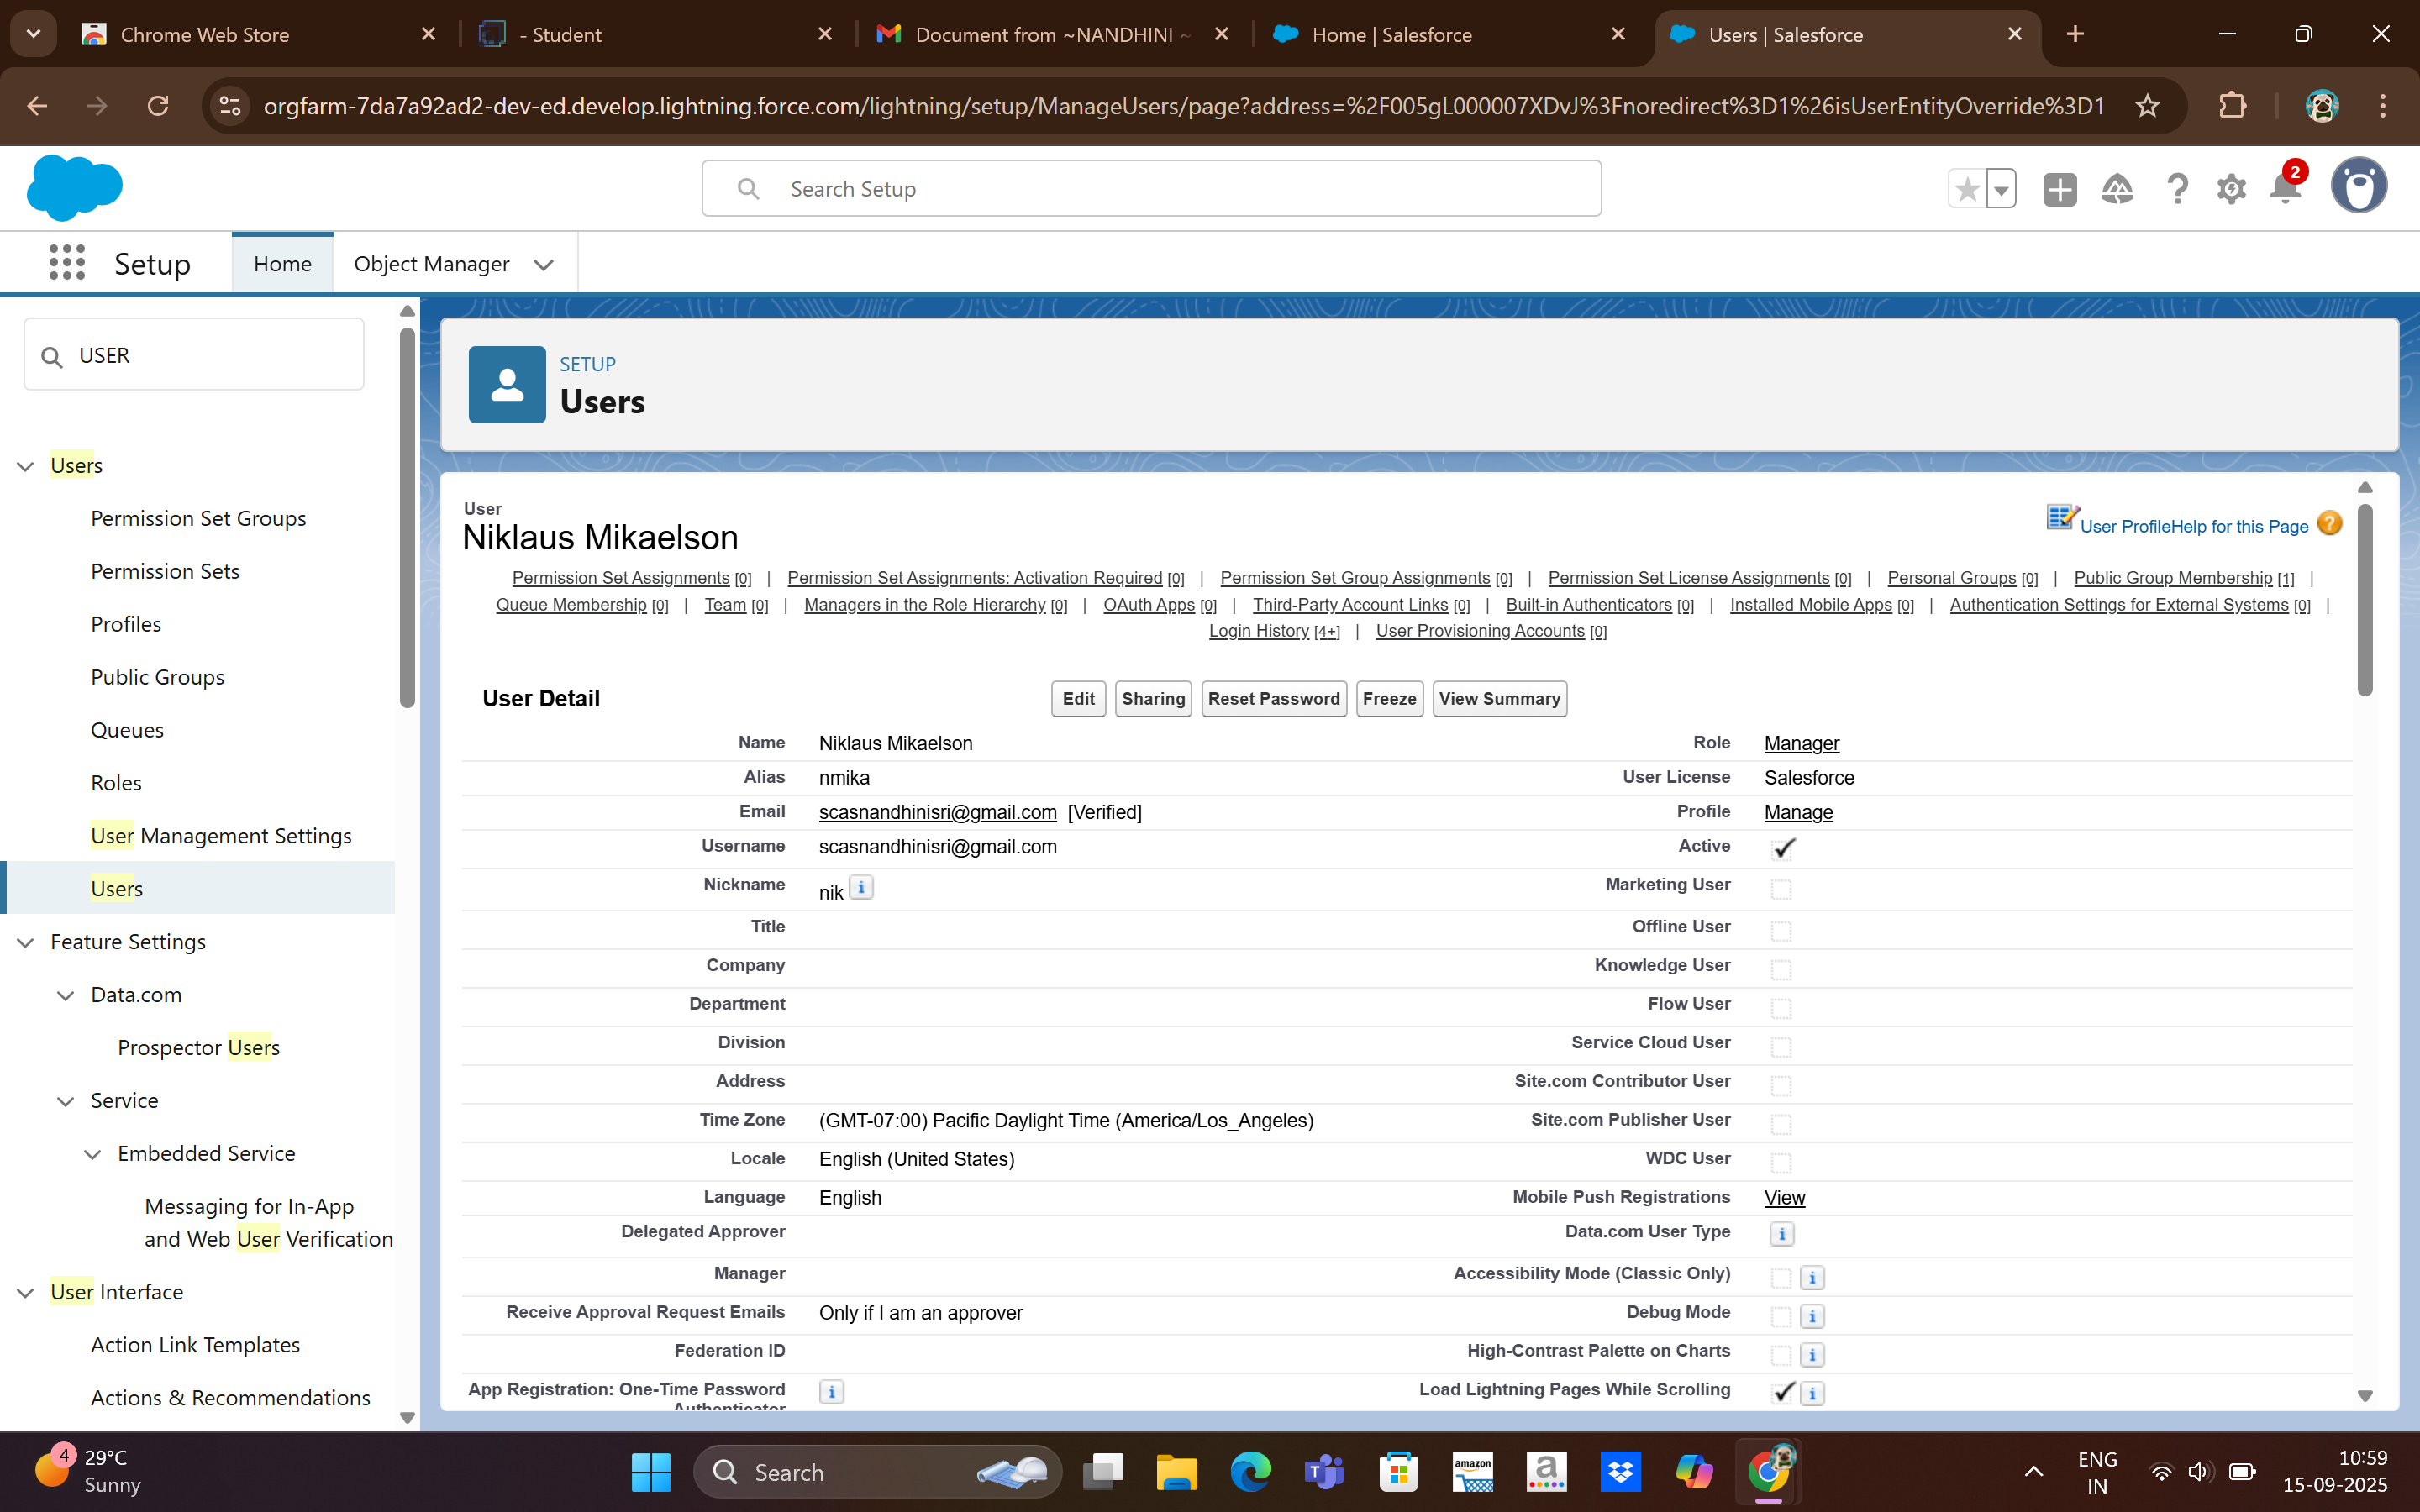 Chrome Web Store
- Student
Document from ~NANDHINI ~
Home | Salesforce
Users | Salesforce
orgfarm-7da7a92ad2-dev-ed.develop.lightning.force.com/lightning/setup/ManageUsers/page?address=%2F005gL000007XDvJ%3Fnoredirect%3D1%26isUserEntityOverride%3D1
Search Setup
2
Setup
Home
Object Manager
USER
Users
Permission Set Groups
Permission Sets
Profiles
Public Groups
Queues
Roles
User Management Settings
Users
Feature Settings
Data.com
Prospector Users
Service
Embedded Service
Messaging for In-App
and Web User Verification
User Interface
Action Link Templates
Actions & Recommendations
SETUP
Users
User
Niklaus Mikaelson
User Profile Help for this Page
Permission Set Assignments [0] | Permission Set Assignments: Activation Required [0] | Permission Set Group Assignments [0] | Permission Set License Assignments [0] | Personal Groups [0] | Public Group Membership [1] |
Queue Membership [0] | Team [0] | Managers in the Role Hierarchy [0] | OAuth Apps [0] | Third-Party Account Links [0] | Built-in Authenticators [0] | Installed Mobile Apps [0] | Authentication Settings for External Systems [0] |
Login History [4+] | User Provisioning Accounts [0]
User Detail
Edit Sharing Reset Password Freeze View Summary
Name Niklaus Mikaelson Role Manager
Alias nmika User License Salesforce
Email scasnandhinisri@gmail.com [Verified] Profile Manage
Username scasnandhinisri@gmail.com Active
Nickname nik i Marketing User
Title Offline User
Company Knowledge User
Department Flow User
Division Service Cloud User
Address Site.com Contributor User
Time Zone (GMT-07:00) Pacific Daylight Time (America/Los_Angeles) Site.com Publisher User
Locale English (United States) WDC User
Language English Mobile Push Registrations View
Delegated Approver Data.com User Type i
Manager Accessibility Mode (Classic Only) i
Receive Approval Request Emails Only if I am an approver Debug Mode i
Federation ID High-Contrast Palette on Charts i
App Registration: One-Time Password i Load Lightning Pages While Scrolling i
Authenticator
4
29°C
Sunny
Search
amazon
a
ENG
IN
10:59
15-09-2025